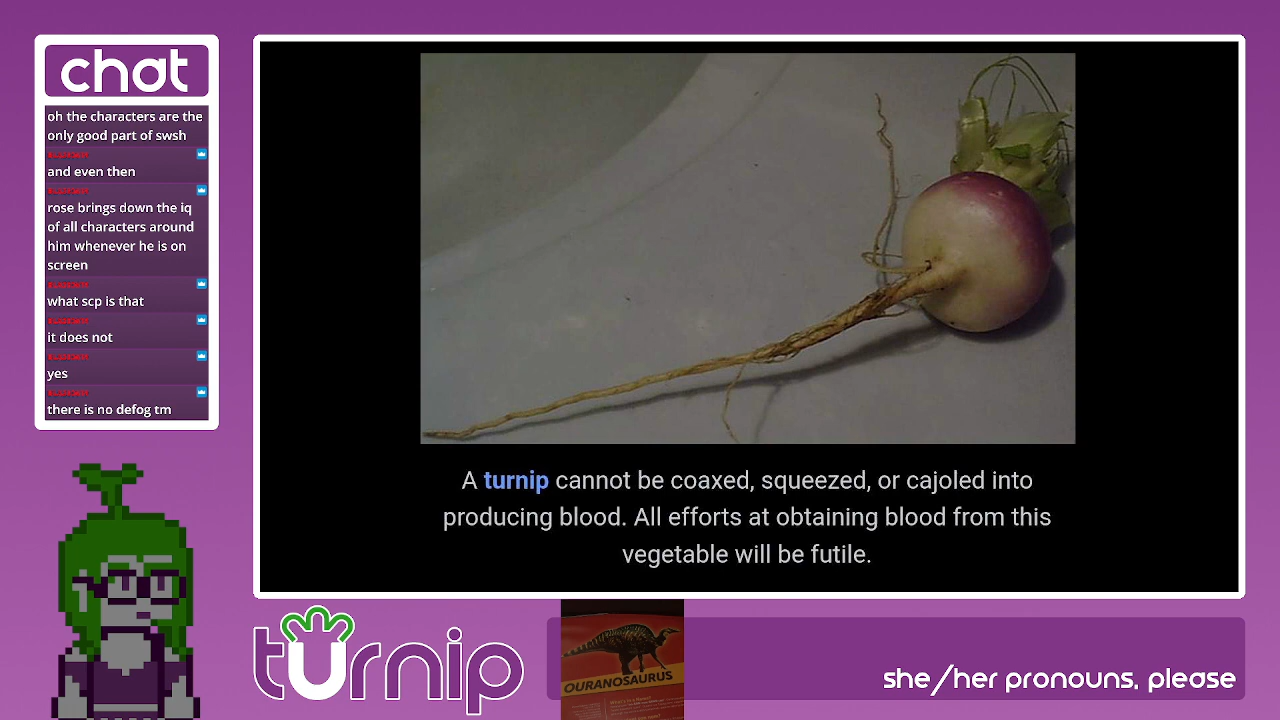 chat
oh the characters are the
only good part of swsh
and even then
rose brings down the iq
of all characters around
him whenever he is on
screen
what scp is that
it does not
yes
there is no defog tm
A turnip cannot be coaxed, squeezed, or cajoled into
producing blood. All efforts at obtaining blood from this
vegetable will be futile.
turnip
OURANOSAURUS
she/her pronouns, please